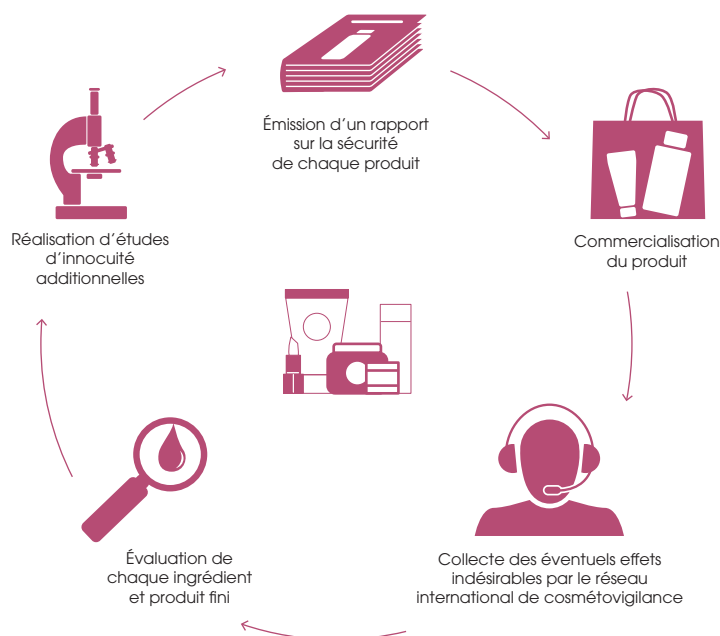 Émission d'un rapport
sur la sécurité
de chaque produit
Réalisation d'études
d'innocuité
additionnelles
Commercialisation
du produit
Évaluation de
chaque ingrédient
et produit fini
Collecte des éventuels effets
indésirables par le réseau
international de cosmétovigilance